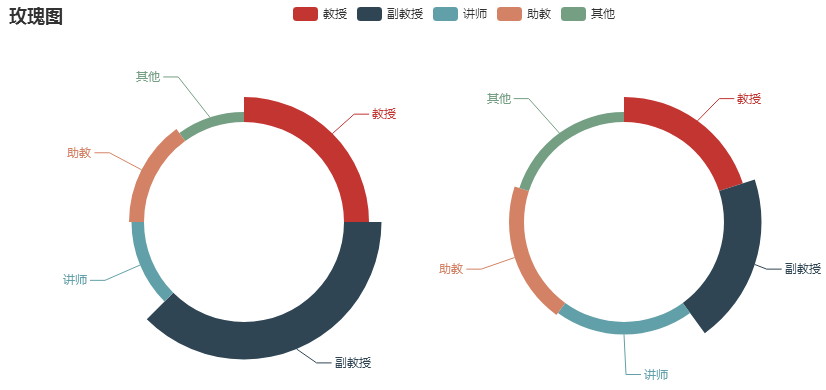 玫瑰图
教授 副教授 讲师 助教 其他
其他
教授
助教
讲师
副教授
其他
教授
助教
副教授
讲师